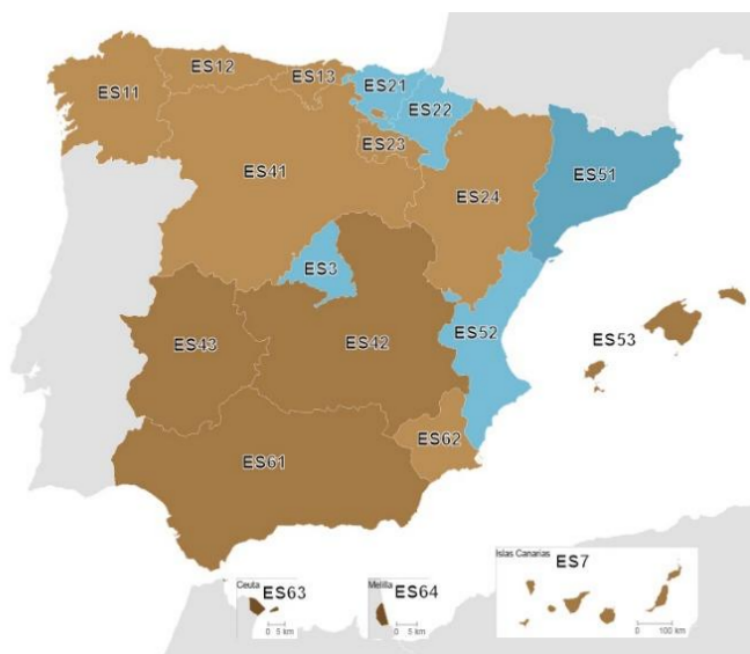 ES12
ES13
ES21
ES11
ES22
ES23
ES41
ES51
ES24
ES3
ES52
ES53
ES43
ES42
ES62
ES61
Islas Canarias
ES7
Ceuta
ES63
Melilla
ES64
0 5 km
0 5 km
0 100 km